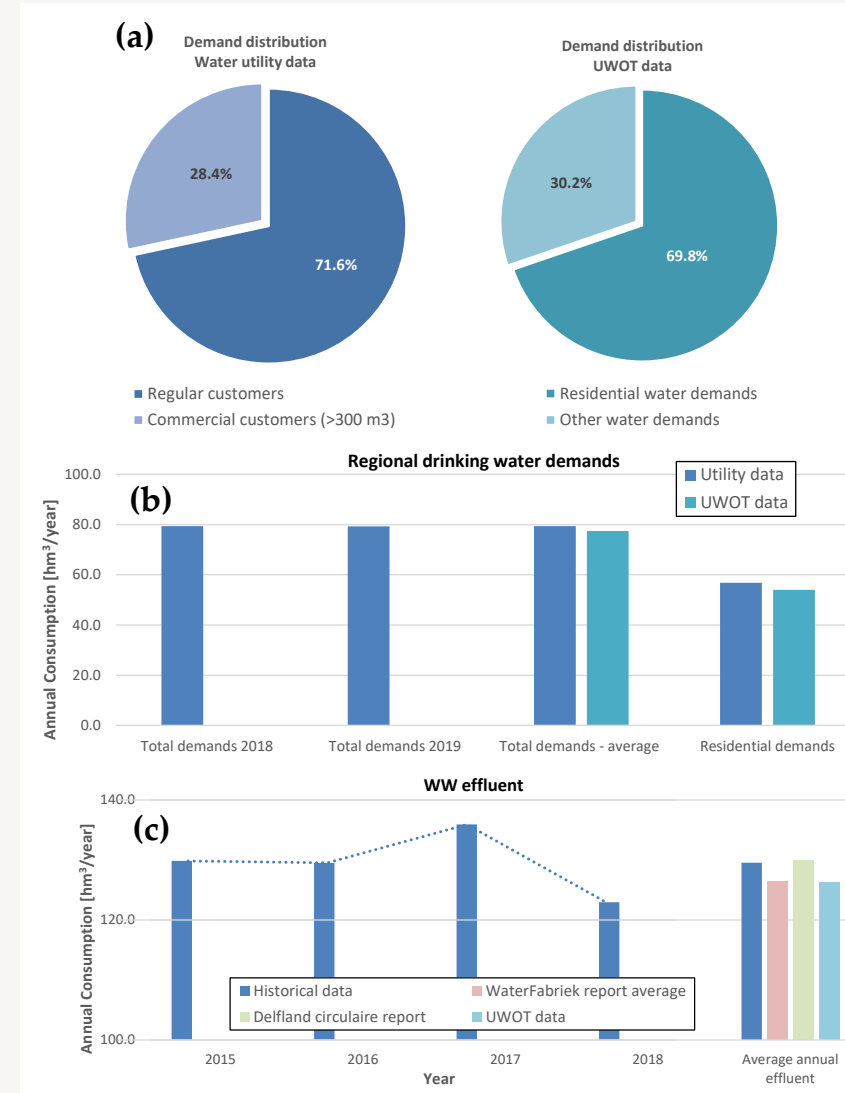 (a)
Demand distribution
Water utility data
28.4%
71.6%
Regular customers
Commercial customers (>300 m3)
Demand distribution
UWOT data
30.2%
69.8%
Residential water demands
Other water demands
Regional drinking water demands
(b)
Utility data
UWOT data
Annual Consumption [hm³/year]
100.0
80.0
60.0
40.0
20.0
0.0
Total demands 2018
Total demands 2019
Total demands - average
Residential demands
WW effluent
(c)
Annual Consumption [hm³/year]
140.0
120.0
100.0
Historical data
WaterFabriek report average
Delfland circulaire report
UWOT data
2015
2016
2017
2018
Average annual
effluent
Year